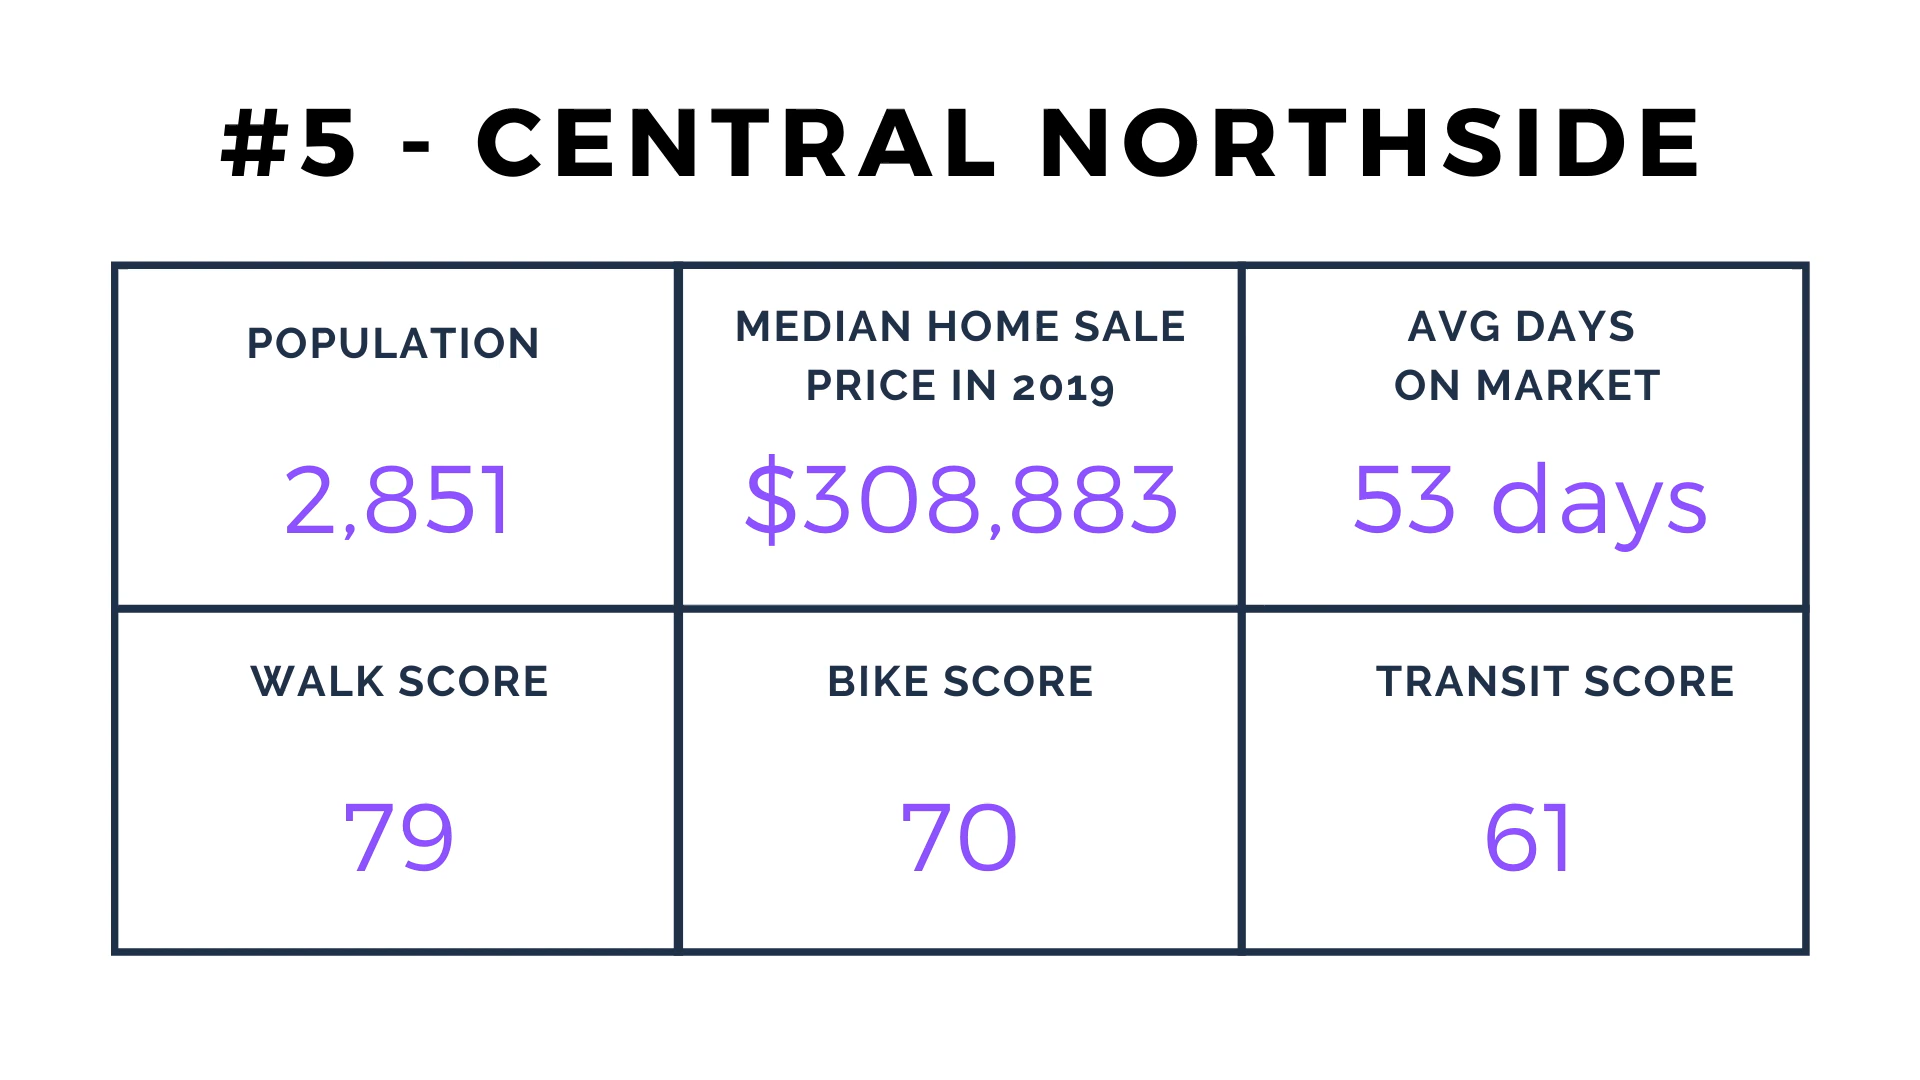 #5 - CENTRAL NORTHSIDE
POPULATION
2,851
MEDIAN HOME SALE
PRICE IN 2019
$308,883
AVG DAYS
ON MARKET
53 days
WALK SCORE
79
BIKE SCORE
70
TRANSIT SCORE
61